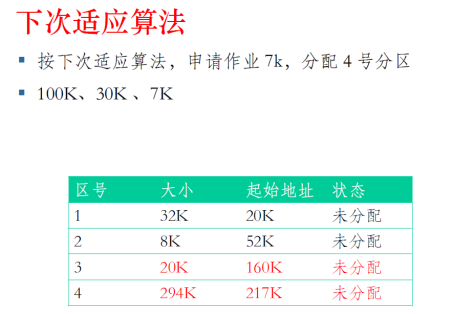 下次适应算法
按下次适应算法，申请作业 7k，分配 4 号分区
100K、30K 、7K
区号 大小 起始地址 状态
1 32K 20K 未分配
2 8K 52K 未分配
3 20K 160K 未分配
4 294K 217K 未分配